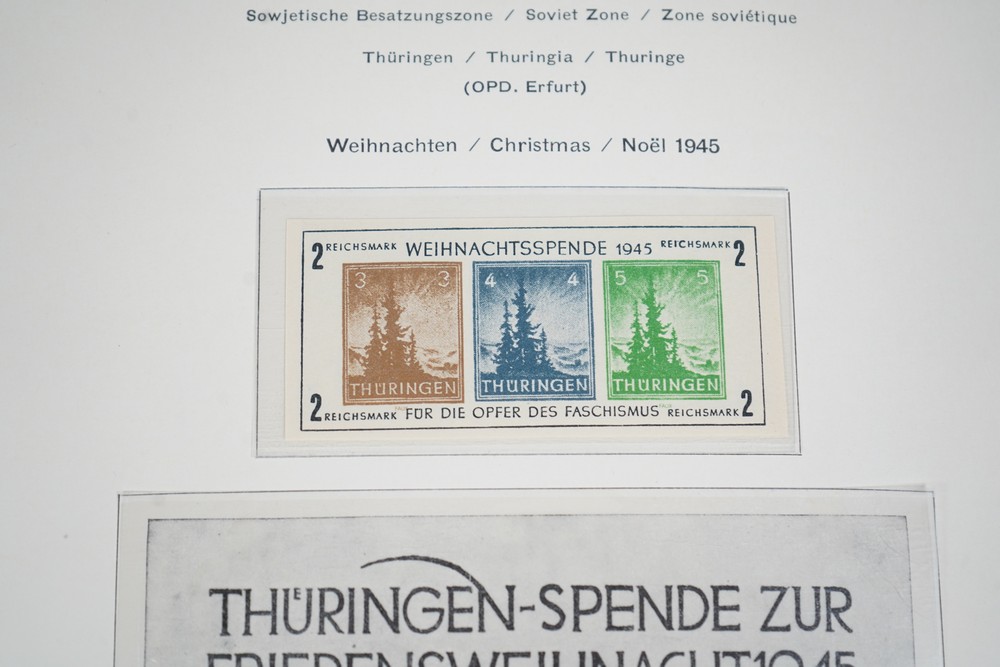 Sowjetische Besatzungszone / Soviet Zone / Zone soviétique
Thüringen / Thuringia / Thuringe
(OPD. Erfurt)
Weihnachten / Christmas / Noël 1945
2 REICHSMARK WEIHNACHTSSPENDE 1945 REICHSMARK 2
3 3 4 4 5 5
THÜRINGEN THÜRINGEN THÜRINGEN
2 REICHSMARK FÜR DIE OPFER DES FASCHISMUS REICHSMARK 2
THÜRINGEN-SPENDE ZUR
FRIEDENSWEIHNACHT 1945